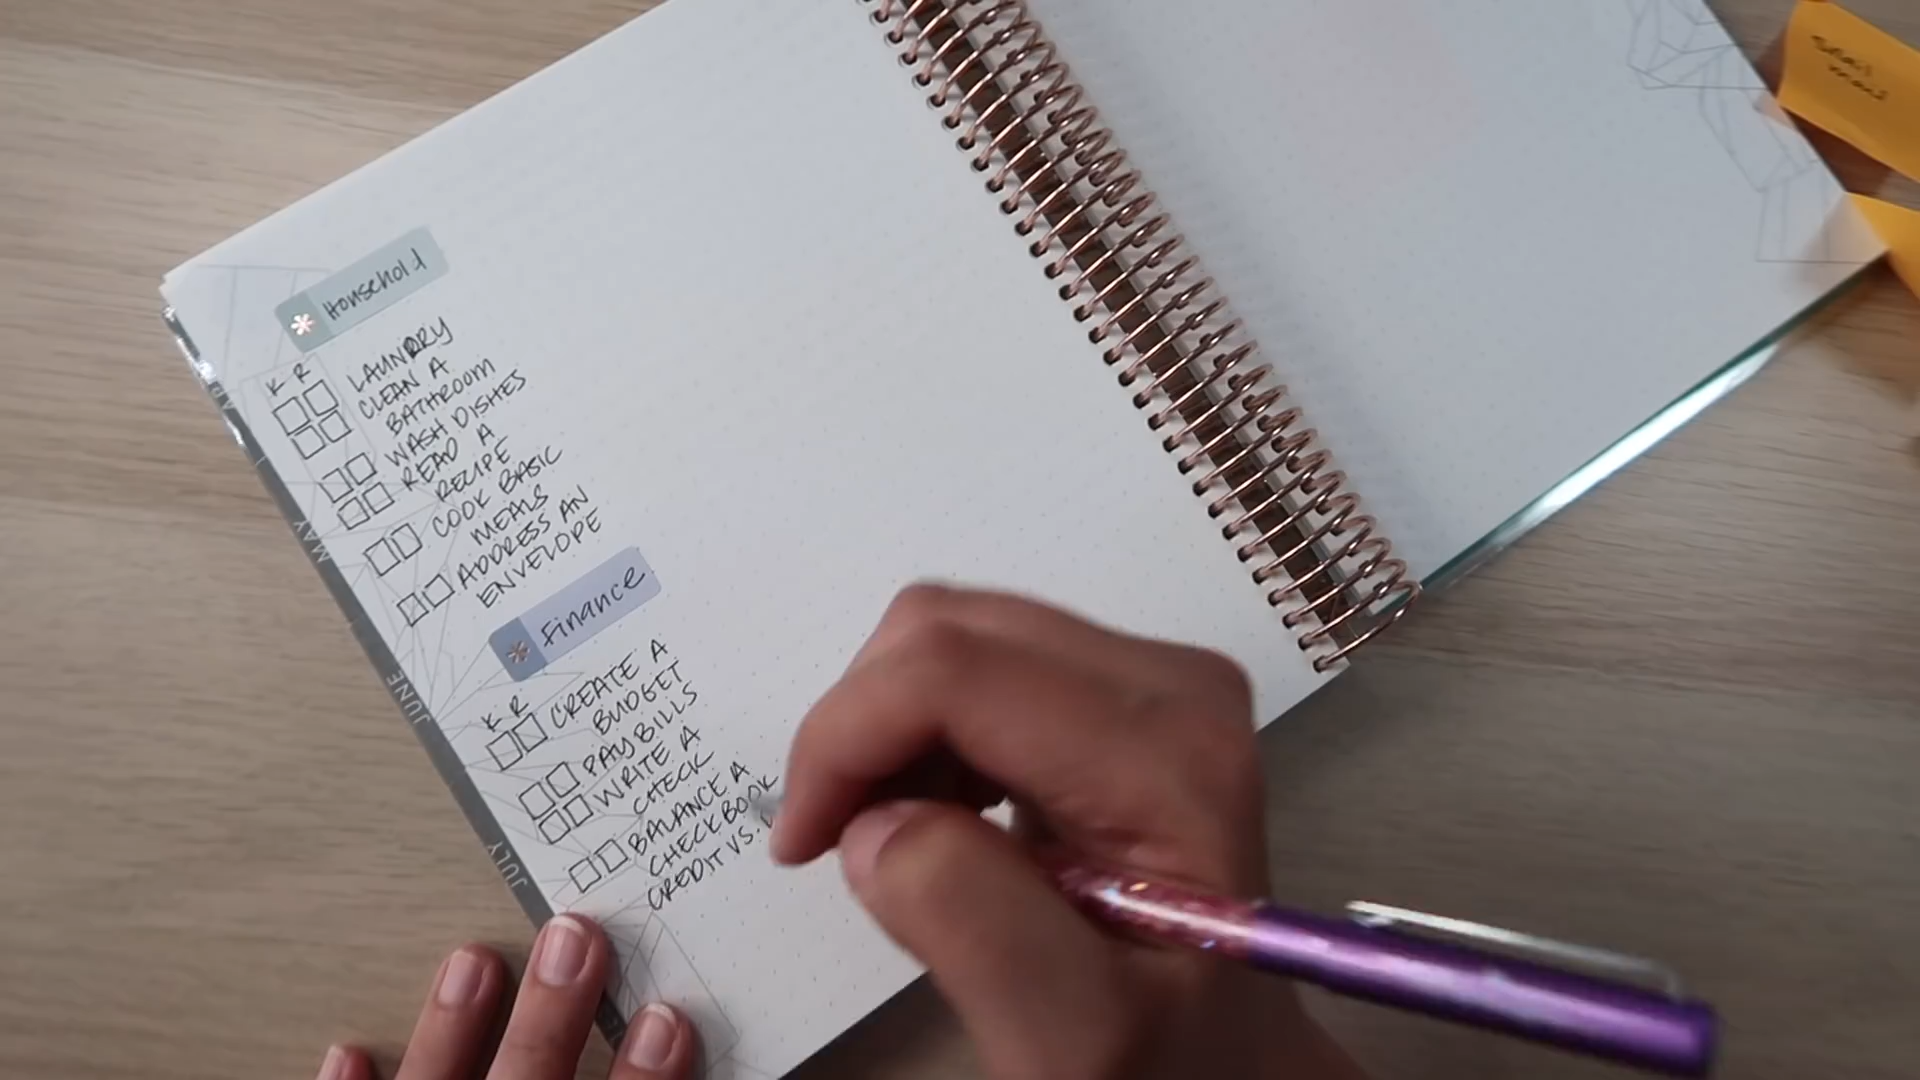 Household
K R
LAUNDRY
CLEAN A
BATHROOM
WASH DISHES
READ A
RECIPE
COOK BASIC
MEALS
ADDRESS AN
ENVELOPE
Finance
K R
CREATE A
BUDGET
PAY BILLS
WRITE A
CHECK
BALANCE A
CHECKBOOK
CREDIT VS.
MAY
JUNE
JULY